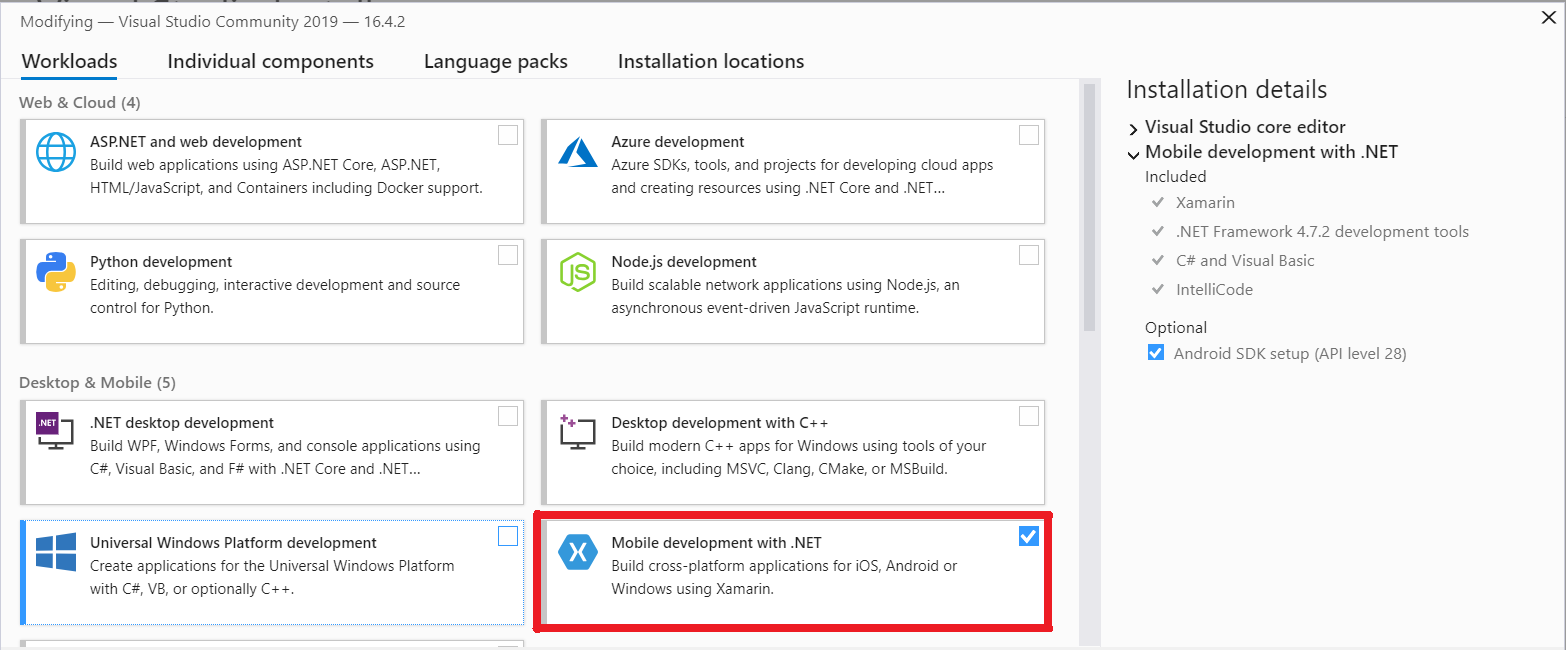 Modifying — Visual Studio Community 2019 — 16.4.2
Workloads Individual components Language packs Installation locations
Web & Cloud (4)
ASP.NET and web development
Build web applications using ASP.NET Core, ASP.NET,
HTML/JavaScript, and Containers including Docker support.
Azure development
Azure SDKs, tools, and projects for developing cloud apps
and creating resources using .NET Core and .NET...
Python development
Editing, debugging, interactive development and source
control for Python.
JS
Node.js development
Build scalable network applications using Node.js, an
asynchronous event-driven JavaScript runtime.
Desktop & Mobile (5)
.NET
.NET desktop development
Build WPF, Windows Forms, and console applications using
C#, Visual Basic, and F# with .NET Core and .NET...
Desktop development with C++
Build modern C++ apps for Windows using tools of your
choice, including MSVC, Clang, CMake, or MSBuild.
Universal Windows Platform development
Create applications for the Universal Windows Platform
with C#, VB, or optionally C++.
Mobile development with .NET
Build cross-platform applications for iOS, Android or
Windows using Xamarin.
Installation details
Visual Studio core editor
Mobile development with .NET
Included
Xamarin
.NET Framework 4.7.2 development tools
C# and Visual Basic
IntelliCode
Optional
Android SDK setup (API level 28)